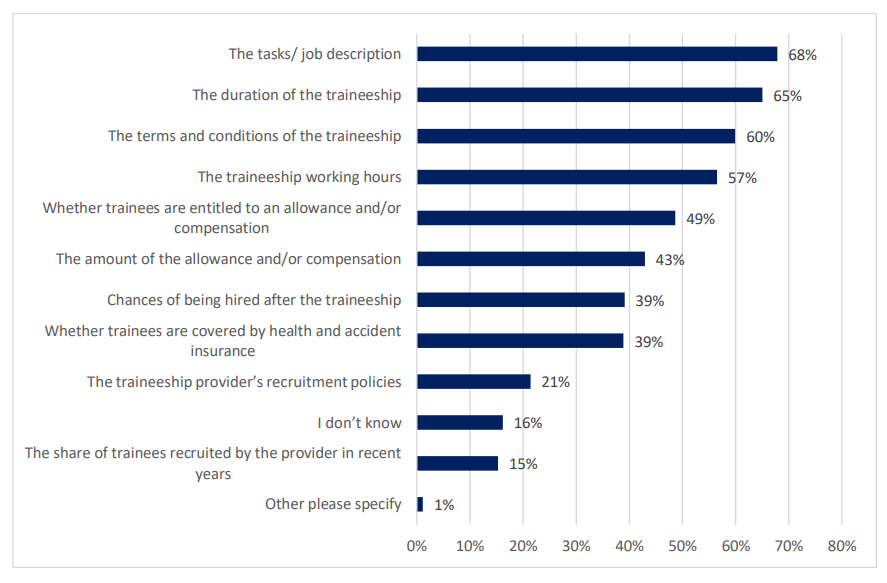 The tasks/ job description
68%
The duration of the traineeship
65%
The terms and conditions of the traineeship
60%
The traineeship working hours
57%
Whether trainees are entitled to an allowance and/or
compensation
49%
The amount of the allowance and/or compensation
43%
Chances of being hired after the traineeship
39%
Whether trainees are covered by health and accident
insurance
39%
The traineeship provider’s recruitment policies
21%
I don’t know
16%
The share of trainees recruited by the provider in recent
years
15%
Other please specify
1%
0% 10% 20% 30% 40% 50% 60% 70% 80%